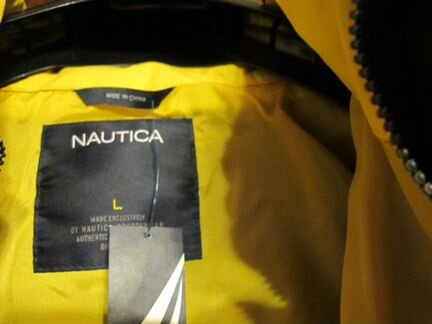 MADE IN CHINA
NAUTICA
L
MADE EXCLUSIVELY
BY NAUTICA
AUTHENTIC